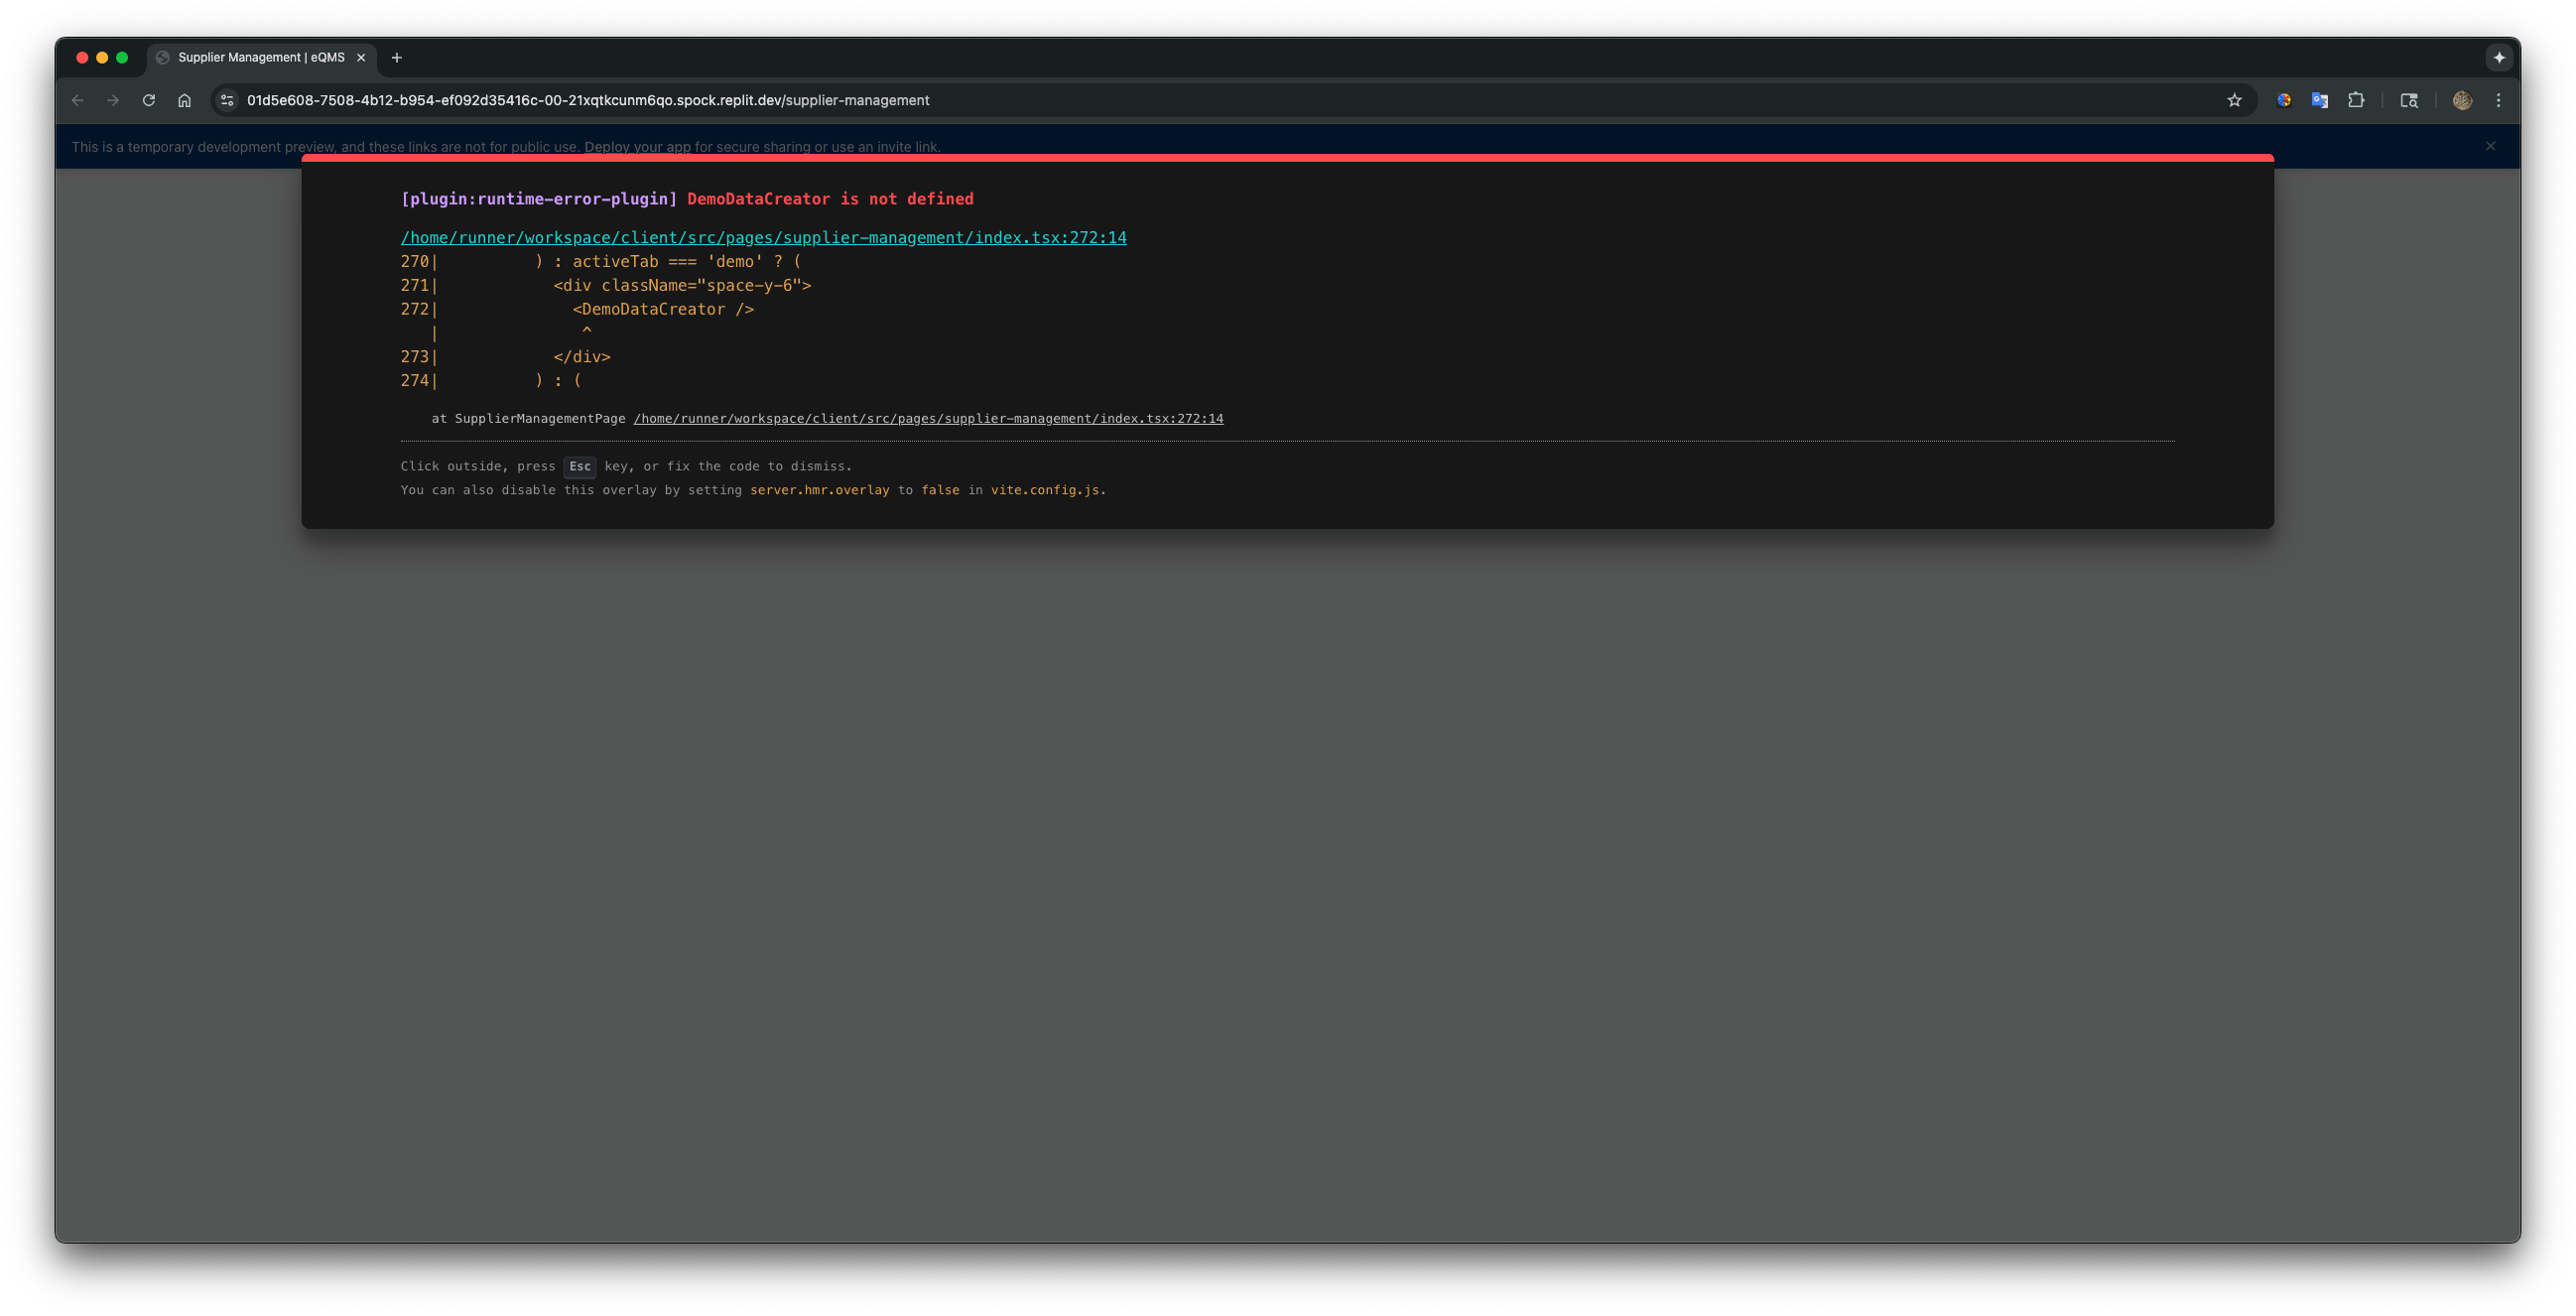 Supplier Management | eQMS
01d5e608-7508-4b12-b954-ef092d35416c-00-21xqtkcunm6qo.spock.replit.dev/supplier-management
This is a temporary development preview, and these links are not for public use. Deploy your app for secure sharing or use an invite link.
[plugin:runtime-error-plugin] DemoDataCreator is not defined
/home/runner/workspace/client/src/pages/supplier-management/index.tsx:272:14
270|          ) : activeTab === 'demo' ? (
271|            <div className="space-y-6">
272|              <DemoDataCreator />
   |               ^
273|            </div>
274|          ) : (
at SupplierManagementPage /home/runner/workspace/client/src/pages/supplier-management/index.tsx:272:14
Click outside, press Esc key, or fix the code to dismiss.
You can also disable this overlay by setting server.hmr.overlay to false in vite.config.js.